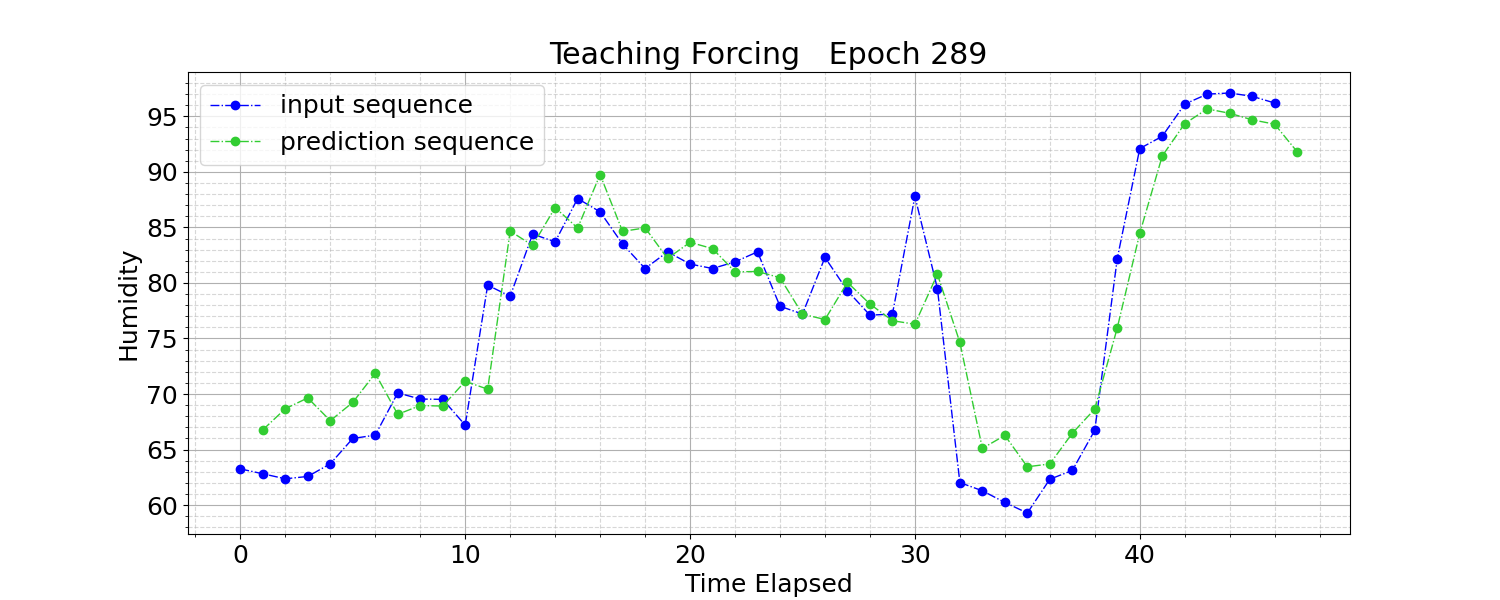 Teaching Forcing   Epoch 289
input sequence
prediction sequence
Humidity
95
90
85
80
75
70
65
60
0 10 20 30 40
Time Elapsed